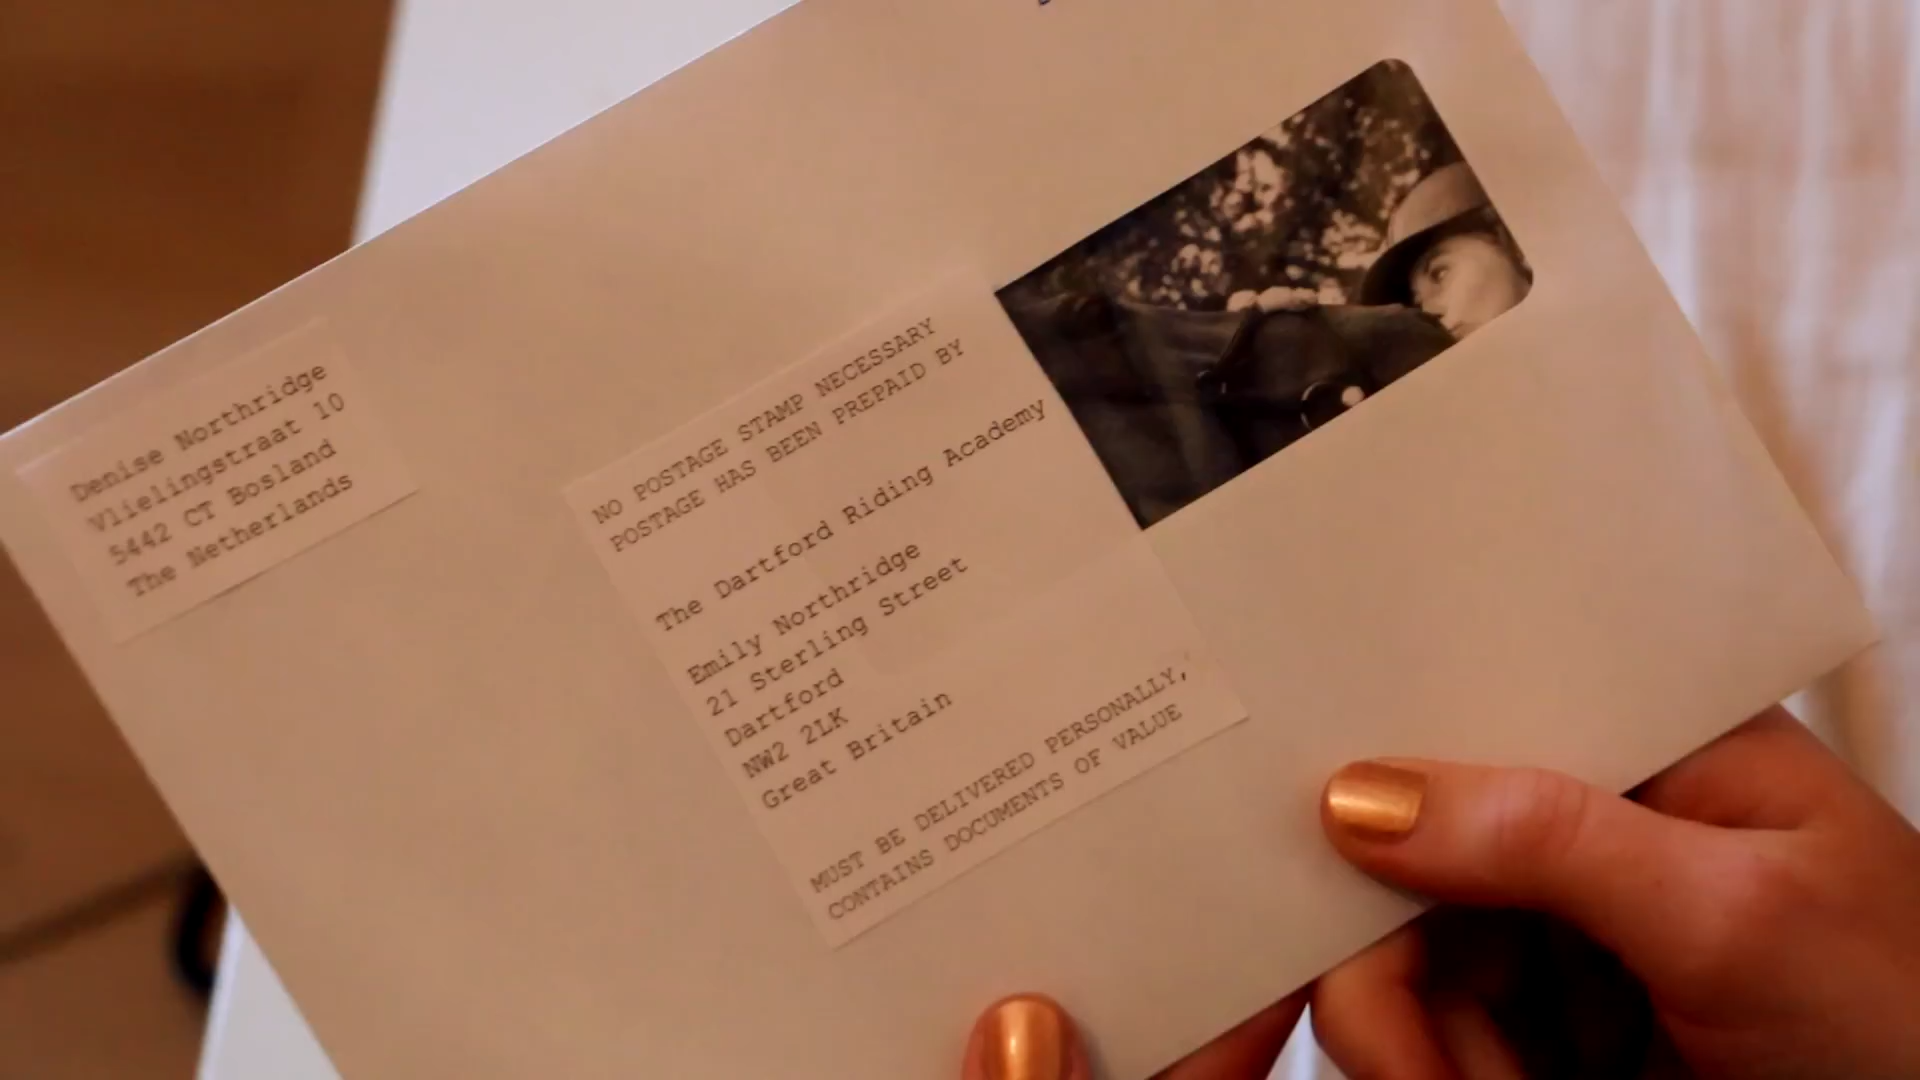 Denise Northridge
Vlielingstraat 10
5442 CT Bosland
The Netherlands
NO POSTAGE STAMP NECESSARY
POSTAGE HAS BEEN PREPAID BY
The Dartford Riding Academy
Emily Northridge
21 Sterling Street
Dartford
NW2 2LK
Great Britain
MUST BE DELIVERED PERSONALLY,
CONTAINS DOCUMENTS OF VALUE